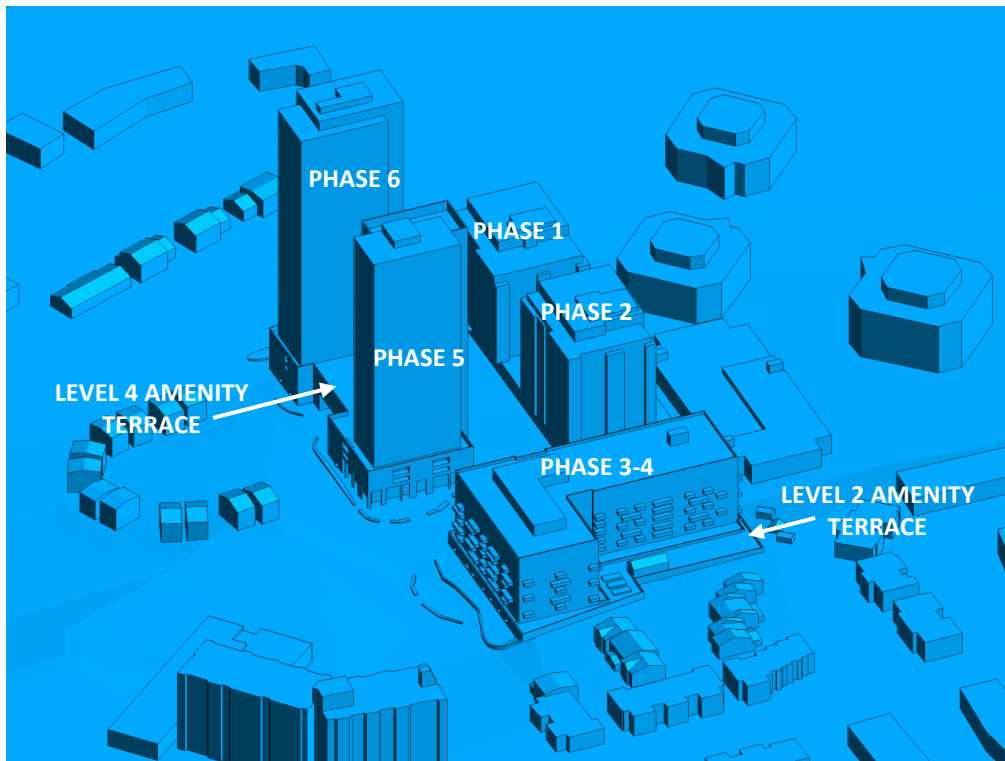 PHASE 6
PHASE 1
PHASE 2
PHASE 5
LEVEL 4 AMENITY
TERRACE
PHASE 3-4
LEVEL 2 AMENITY
TERRACE